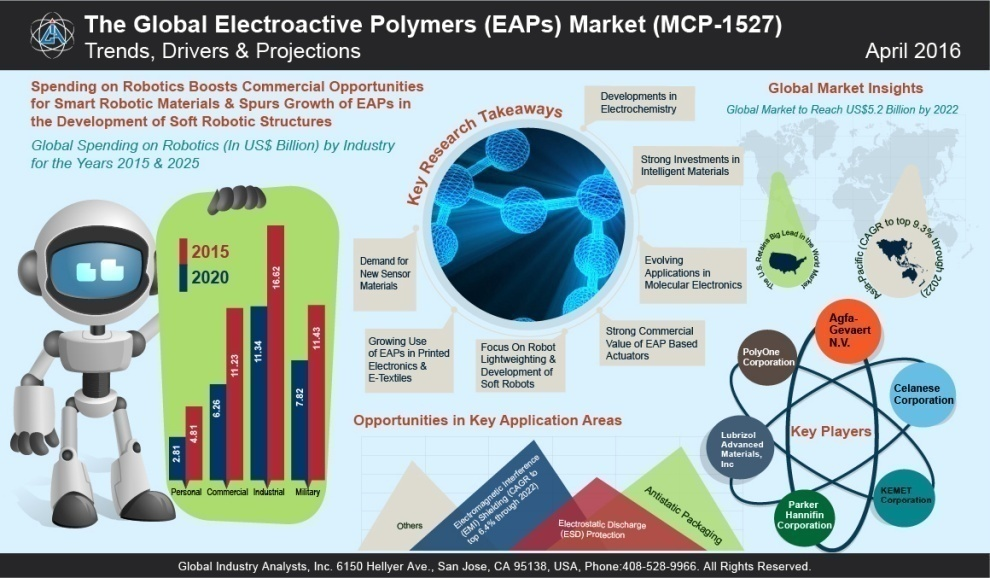 The Global Electroactive Polymers (EAPs) Market (MCP-1527)
Trends, Drivers & Projections
April 2016
Spending on Robotics Boosts Commercial Opportunities
for Smart Robotic Materials & Spurs Growth of EAPs in
the Development of Soft Robotic Structures
Global Spending on Robotics (In US$ Billion) by Industry
for the Years 2015 & 2025
2015
2020
2.81
4.81
6.26
11.23
11.34
16.62
7.82
11.43
Personal
Commercial
Industrial
Military
Key Research Takeaways
Developments in
Electrochemistry
Strong Investments in
Intelligent Materials
Evolving
Applications in
Molecular Electronics
Strong Commercial
Value of EAP Based
Actuators
Focus On Robot
Lightweighting &
Development of
Soft Robots
Growing Use
of EAPs in Printed
Electronics &
E-Textiles
Demand for
New Sensor
Materials
Global Market Insights
Global Market to Reach US$5.2 Billion by 2022
The U.S. Retains Big Lead in the World Market
Asia-Pacific (CAGR to top 9.3% through 2022)
Opportunities in Key Application Areas
Others
Electromagnetic Interference
(EMI) Shielding (CAGR to
top 6.4% through 2022)
Electrostatic Discharge
(ESD) Protection
Antistatic Packaging
Key Players
Agfa-
Gevaert
N.V.
Celanese
Corporation
KEMET
Corporation
Parker
Hannifin
Corporation
Lubrizol
Advanced
Materials,
Inc
PolyOne
Corporation
Global Industry Analysts, Inc. 6150 Hellyer Ave., San Jose, CA 95138, USA, Phone:408-528-9966. All Rights Reserved.